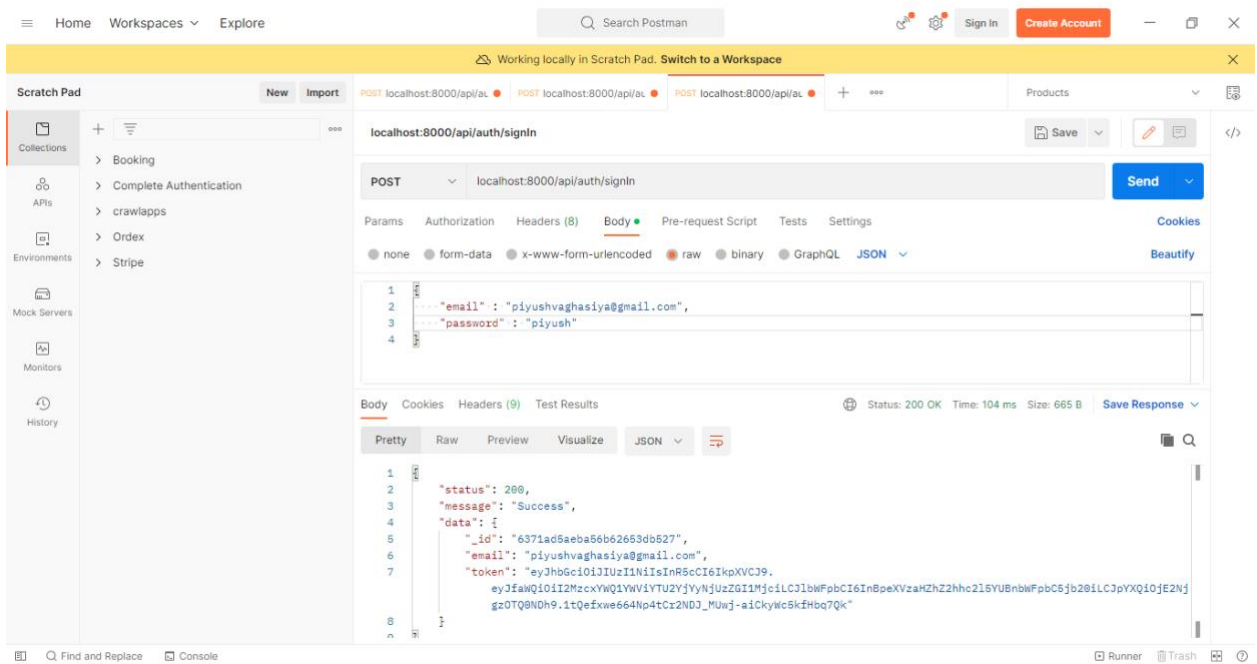 Home Workspaces Explore Search Postman Sign In Create Account
Working locally in Scratch Pad. Switch to a Workspace
Scratch Pad New Import POST localhost:8000/api/au POST localhost:8000/api/au POST localhost:8000/api/au Products
Collections
APIs
Environments
Mock Servers
Monitors
History
Booking
Complete Authentication
crawlapps
Ordex
Stripe
localhost:8000/api/auth/signIn Save
POST localhost:8000/api/auth/signIn Send
Params Authorization Headers (8) Body Pre-request Script Tests Settings Cookies
none form-data x-www-form-urlencoded raw binary GraphQL JSON Beautify
1 {
2 "email" : "piyushvaghasiya@gmail.com",
3 "password" : "piyush"
4 }
Body Cookies Headers (9) Test Results Status: 200 OK Time: 104 ms Size: 665 B Save Response
Pretty Raw Preview Visualize JSON
1 {
2 "status": 200,
3 "message": "Success",
4 "data": {
5 "_id": "6371ad5aeba56b62653db527",
6 "email": "piyushvaghasiya@gmail.com",
7 "token": "eyJhbGciOiJIUzI1NiIsInR5cCI6IkpXVCJ9.
eyJfaWQiOiI2MzcxYWQ1YWViYTU2YjYyNjUzZGI1MjciLCJlbWFpbCI6InBpeXVzaHZhZ2hhc2l5YUBnbWFpbC5jb20iLCJpYXQiOjE2Nj
gzOTQ0NDh9.1tQefxwe664Np4tCr2NDJ_MUwj-aiCkyWc5kfHbq7Qk"
8 }
9 }
Find and Replace Console Runner Trash